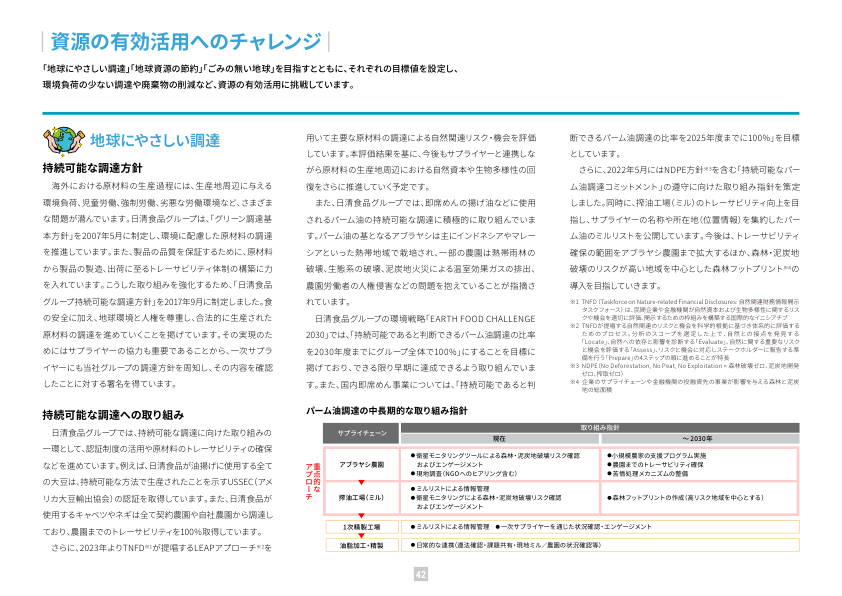 資源の有効活用へのチャレンジ
「地球にやさしい調達」「地球資源の節約」「ごみの無い地球」を目指すとともに、それぞれの目標値を設定し、
環境負荷の少ない調達や廃棄物の削減など、資源の有効活用に挑戦しています。
地球にやさしい調達
持続可能な調達方針
海外における原材料の生産過程には、生産地周辺に与える
環境負荷、児童労働、強制労働、劣悪な労働環境など、さまざま
な問題が潜んでいます。日清食品グループは、「グリーン調達基
本方針」を2007年5月に制定し、環境に配慮した原材料の調達
を推進しています。また、製品の品質を保証するために、原材料
から製品の製造、出荷に至るトレーサビリティ体制の構築に力
を入れています。こうした取り組みを強化するため、「日清食品
グループ持続可能な調達方針」を2017年9月に制定しました。食
の安全に加え、地球環境と人権を尊重し、合法的に生産された
原材料の調達を進めていくことを掲げています。その実現のた
めにはサプライヤーの協力も重要であることから、一次サプラ
イヤーにも当社グループの調達方針を周知し、その内容を確認
したことに対する署名を得ています。
持続可能な調達への取り組み
日清食品グループでは、持続可能な調達に向けた取り組みの
一環として、認証制度の活用や原材料のトレーサビリティの確保
などを進めています。例えば、日清食品が油揚げに使用する全て
の大豆は、持続可能な方法で生産されたことを示すUSSEC（アメ
リカ大豆輸出協会）の認証を取得しています。また、日清食品が
使用するキャベツやネギは全て契約農園や自社農園から調達し
ており、農園までのトレーサビリティを100%取得しています。
さらに、2023年よりTNFD※1が提唱するLEAPアプローチ※2を
用いて主要な原材料の調達による自然関連リスク・機会を評価
しています。本評価結果を基に、今後もサプライヤーと連携しな
がら原材料の生産地周辺における自然資本や生物多様性の回
復をさらに推進していく予定です。
また、日清食品グループでは、即席めんの揚げ油などに使用
されるパーム油の持続可能な調達に積極的に取り組んでいま
す。パーム油の基となるアブラヤシは主にインドネシアやマレー
シアといった熱帯地域で栽培され、一部の農園は熱帯雨林の
破壊、生態系の破壊、泥炭地火災による温室効果ガスの排出、
農園労働者の人権侵害などの問題を抱えていることが指摘さ
れています。
日清食品グループの環境戦略「EARTH FOOD CHALLENGE
2030」では、「持続可能であると判断できるパーム油調達の比率
を2030年度までにグループ全体で100%」にすることを目標に
掲げており、できる限り早期に達成できるよう取り組んでいま
す。また、国内即席めん事業については、「持続可能であると判
断できるパーム油調達の比率を2025年度までに100%」を目標
としています。
さらに、2022年5月にはNDPE方針※3を含む「持続可能なパー
ム油調達コミットメント」の遵守に向けた取り組み指針を策定
しました。同時に、搾油工場（ミル）のトレーサビリティ向上を目
指し、サプライヤーの名称や所在地（位置情報）を集約したパー
ム油のミルリストを公開しています。今後は、トレーサビリティ
確保の範囲をアブラヤシ農園まで拡大するほか、森林・泥炭地
破壊のリスクが高い地域を中心とした森林フットプリント※4の
導入を目指していきます。
※1 TNFD (Taskforce on Nature-related Financial Disclosures: 自然関連財務情報開示
タスクフォース) は、民間企業や金融機関が自然資本および生物多様性に関するリス
クや機会を適切に評価、開示するための枠組みを構築する国際的なイニシアチブ
※2 TNFDが提唱する自然関連のリスクと機会を科学的根拠に基づき体系的に評価する
ためのプロセス。分析のスコープを選定した上で、自然との接点を発見する
「Locate」、自然への依存と影響を診断する「Evaluate」、自然に関する重要なリスク
と機会を評価する「Assess」、リスクと機会に対応しステークホルダーに報告する準
備を行う「Prepare」の4ステップの順に進めることが特長
※3 NDPE(No Deforestation, No Peat, No Exploitation = 森林破壊ゼロ、泥炭地開発
ゼロ、搾取ゼロ)
※4 企業のサプライチェーンや金融機関の投融資先の事業が影響を与える森林と泥炭
地の総面積
パーム油調達の中長期的な取り組み指針
サプライチェーン
取り組み指針
現在
～2030年
重点的な
アプローチ
アブラヤシ農園
●衛星モニタリングツールによる森林・泥炭地破壊リスク確認
およびエンゲージメント
●現地調査（NGOへのヒアリング含む）
●小規模農家の支援プログラム実施
●農園までのトレーサビリティ確保
●苦情処理メカニズムの整備
搾油工場（ミル）
●ミルリストによる情報管理
●衛星モニタリングによる森林・泥炭地破壊リスク確認
およびエンゲージメント
●森林フットプリントの作成（高リスク地域を中心とする）
1次精製工場
●ミルリストによる情報管理 ●一次サプライヤーを通じた状況確認・エンゲージメント
油脂加工・精製
●日常的な連携（遵法確認・課題共有・現地ミル／農園の状況確認等）
42